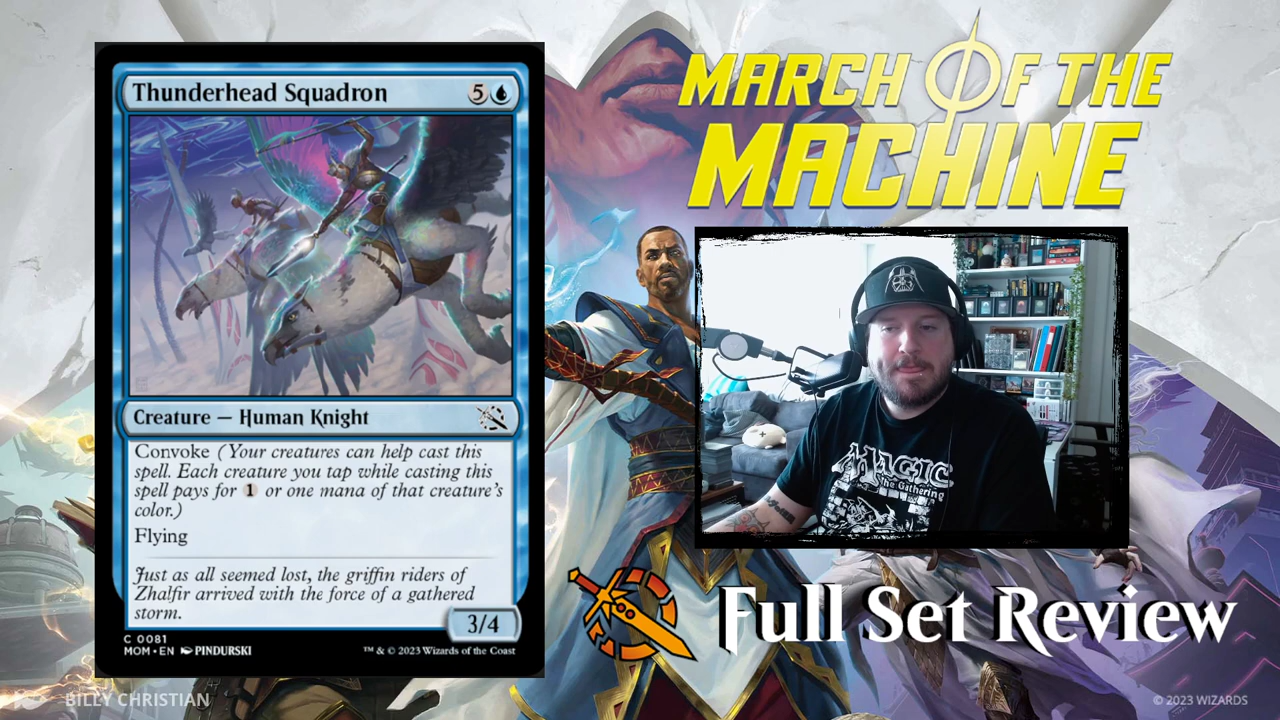 Thunderhead Squadron 5
Creature — Human Knight
Convoke (Your creatures can help cast this
spell. Each creature you tap while casting this
spell pays for 1 or one mana of that creature's
color.)
Flying
Just as all seemed lost, the griffin riders of
Zhalfir arrived with the force of a gathered
storm.
3/4
C 0081
MOM • EN PINDURSKI
™ & © 2023 Wizards of the Coast
BILLY CHRISTIAN
MARCH OF THE
MACHINE
MAGIC
the Gathering
Full Set Review
© 2023 WIZARDS